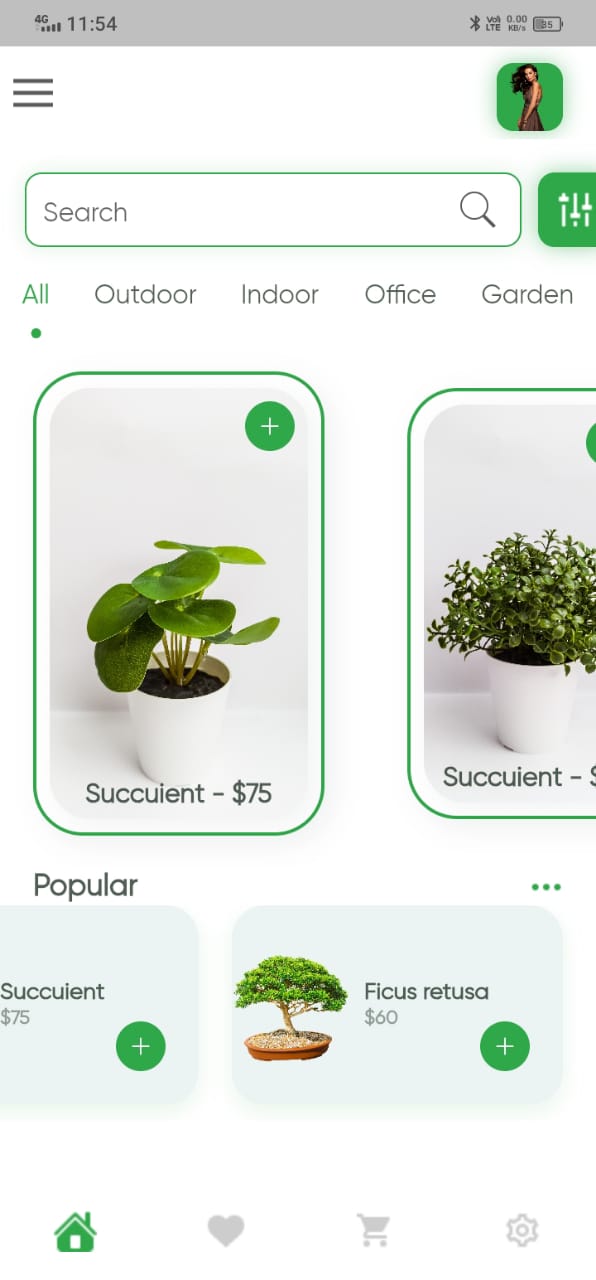 4G 11:54 Voll LTE 0.00 KB/s 35
Search
All Outdoor Indoor Office Garden
Succuient - $75
Succuient - $
Popular
Succuient
$75
Ficus retusa
$60